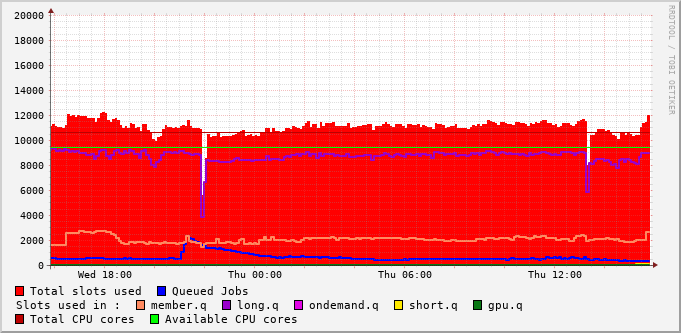 20000
18000
16000
14000
12000
10000
8000
6000
4000
2000
0
Wed 18:00 Thu 00:00 Thu 06:00 Thu 12:00
RRDTOOL / TOBI OETIKER
Total slots used Queued Jobs
Slots used in : member.q long.q ondemand.q short.q gpu.q
Total CPU cores Available CPU cores